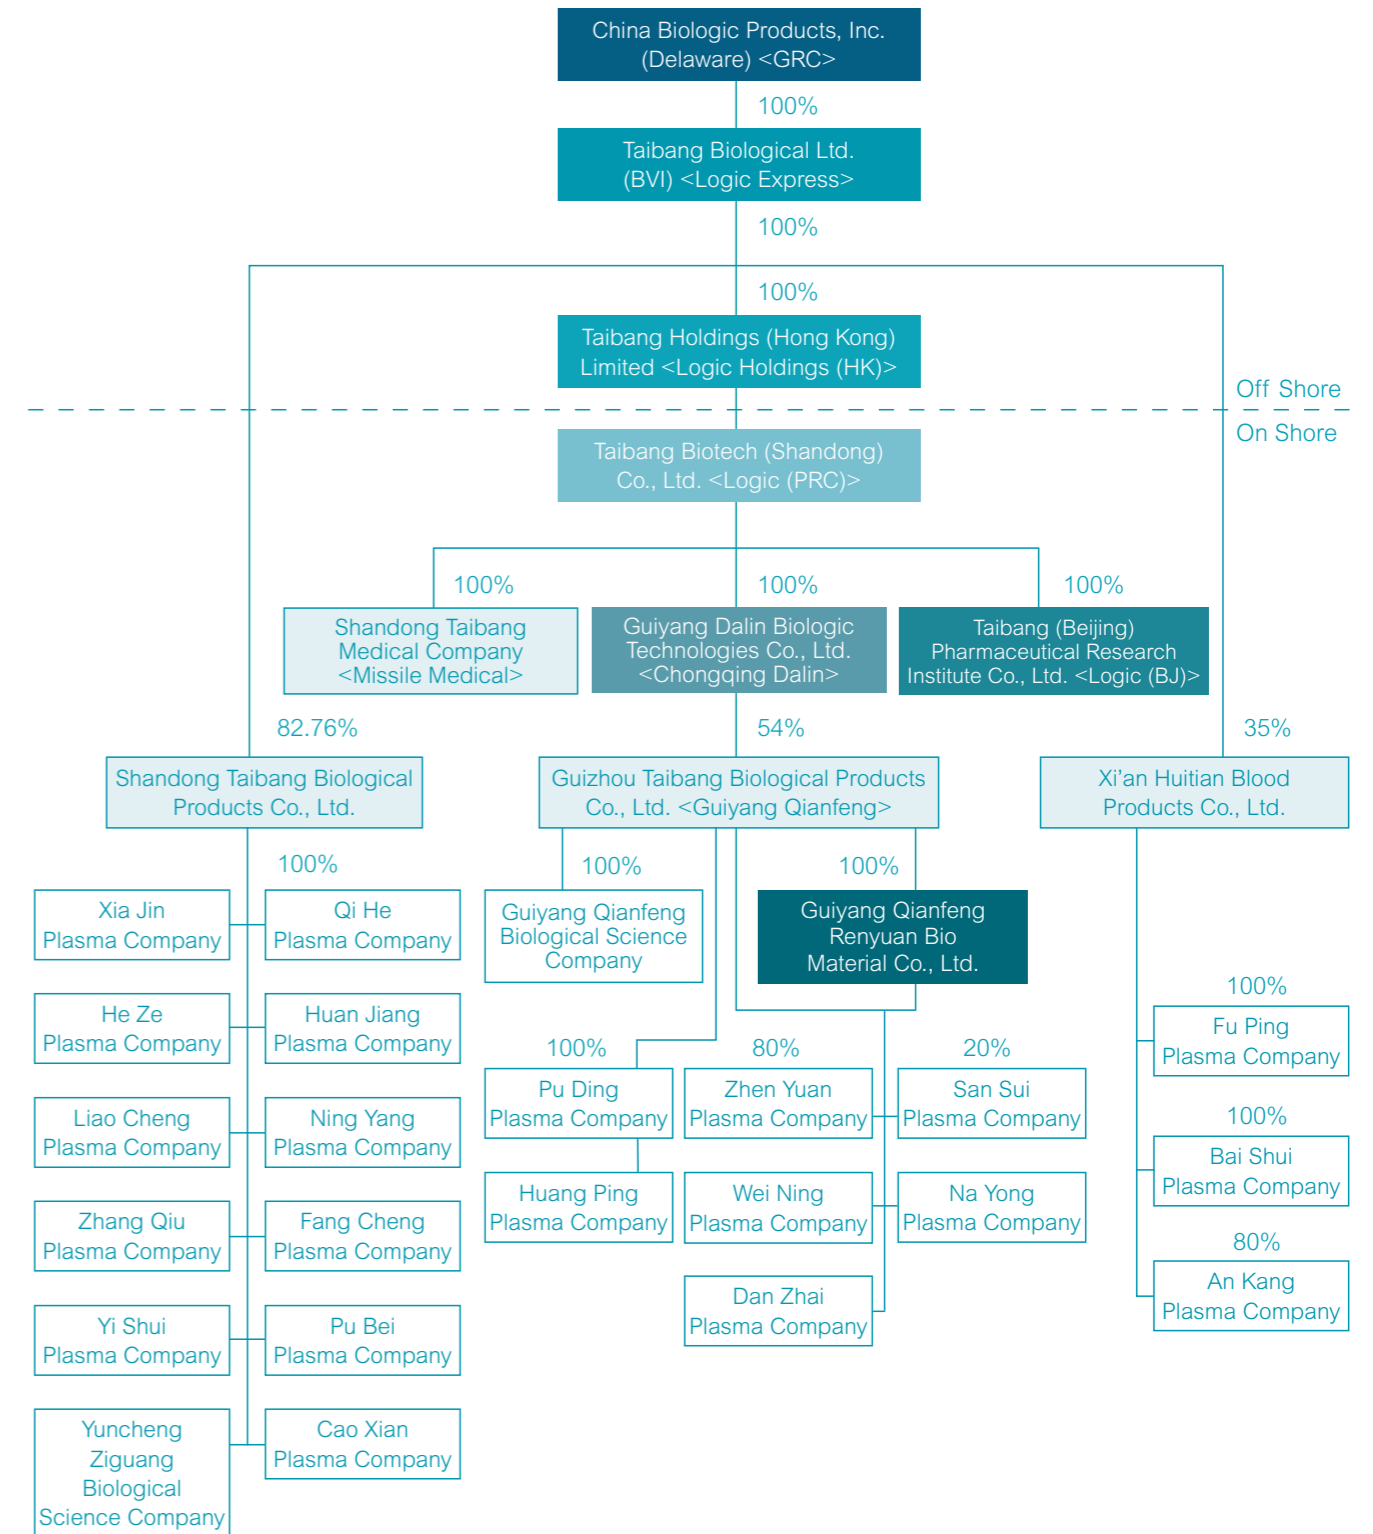 China Biologic Products, Inc.
(Delaware) <GRC>
100%
Taibang Biological Ltd.
(BVI) <Logic Express>
100%
100%
Taibang Holdings (Hong Kong)
Limited <Logic Holdings (HK)>
Off Shore
On Shore
Taibang Biotech (Shandong)
Co., Ltd. <Logic (PRC)>
100%
100%
100%
Shandong Taibang
Medical Company
<Missile Medical>
Guiyang Dalin Biologic
Technologies Co., Ltd.
<Chongqing Dalin>
Taibang (Beijing)
Pharmaceutical Research
Institute Co., Ltd. <Logic (BJ)>
82.76%
54%
35%
Shandong Taibang Biological
Products Co., Ltd.
Guizhou Taibang Biological Products
Co., Ltd. <Guiyang Qianfeng>
Xi'an Huitian Blood
Products Co., Ltd.
100%
100%
100%
Xia Jin
Plasma Company
Qi He
Plasma Company
Guiyang Qianfeng
Biological Science
Company
Guiyang Qianfeng
Renyuan Bio
Material Co., Ltd.
He Ze
Plasma Company
Huan Jiang
Plasma Company
100%
Fu Ping
Plasma Company
100%
80%
20%
Liao Cheng
Plasma Company
Ning Yang
Plasma Company
Pu Ding
Plasma Company
Zhen Yuan
Plasma Company
San Sui
Plasma Company
100%
Bai Shui
Plasma Company
Zhang Qiu
Plasma Company
Fang Cheng
Plasma Company
Huang Ping
Plasma Company
Wei Ning
Plasma Company
Na Yong
Plasma Company
80%
An Kang
Plasma Company
Yi Shui
Plasma Company
Pu Bei
Plasma Company
Dan Zhai
Plasma Company
Yuncheng
Ziguang
Biological
Science Company
Cao Xian
Plasma Company